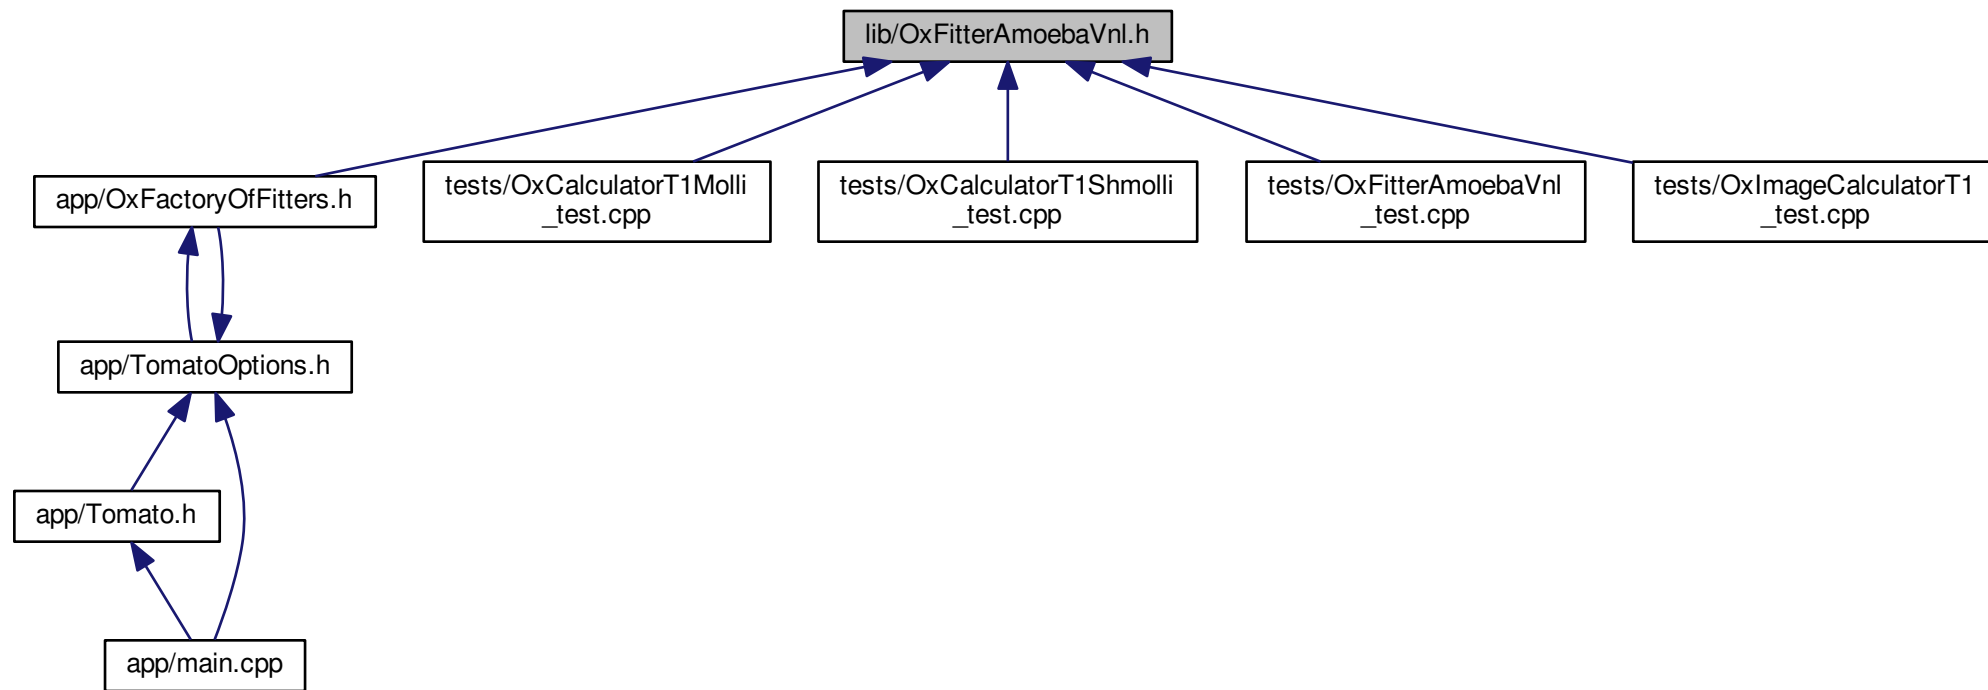 lib/OxFitterAmoebaVnl.h
app/OxFactoryOfFitters.h
tests/OxCalculatorT1Molli
_test.cpp
tests/OxCalculatorT1Shmolli
_test.cpp
tests/OxFitterAmoebaVnl
_test.cpp
tests/OxImageCalculatorT1
_test.cpp
app/TomatoOptions.h
app/Tomato.h
app/main.cpp